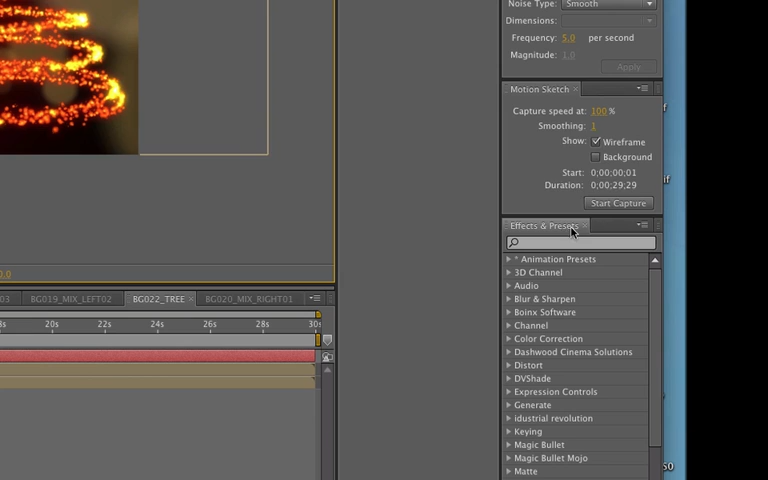 Noise Type: Smooth
Dimensions:
Frequency: 5.0 per second
Magnitude: 1.0
Apply
Motion Sketch ×
Capture speed at: 100 %
Smoothing: 1
Show: Wireframe
Background
Start: 0;00;00;01
Duration: 0;00;29;29
Start Capture
Effects & Presets ×
* Animation Presets
3D Channel
Audio
Blur & Sharpen
Boinx Software
Channel
Color Correction
Dashwood Cinema Solutions
Distort
DVShade
Expression Controls
Generate
idustrial revolution
Keying
Magic Bullet
Magic Bullet Mojo
Matte
0.0
03 BG019_MIX_LEFT02 BG022_TREE × BG020_MIX_RIGHT01
20s 22s 24s 26s 28s 30s
if
if
S0